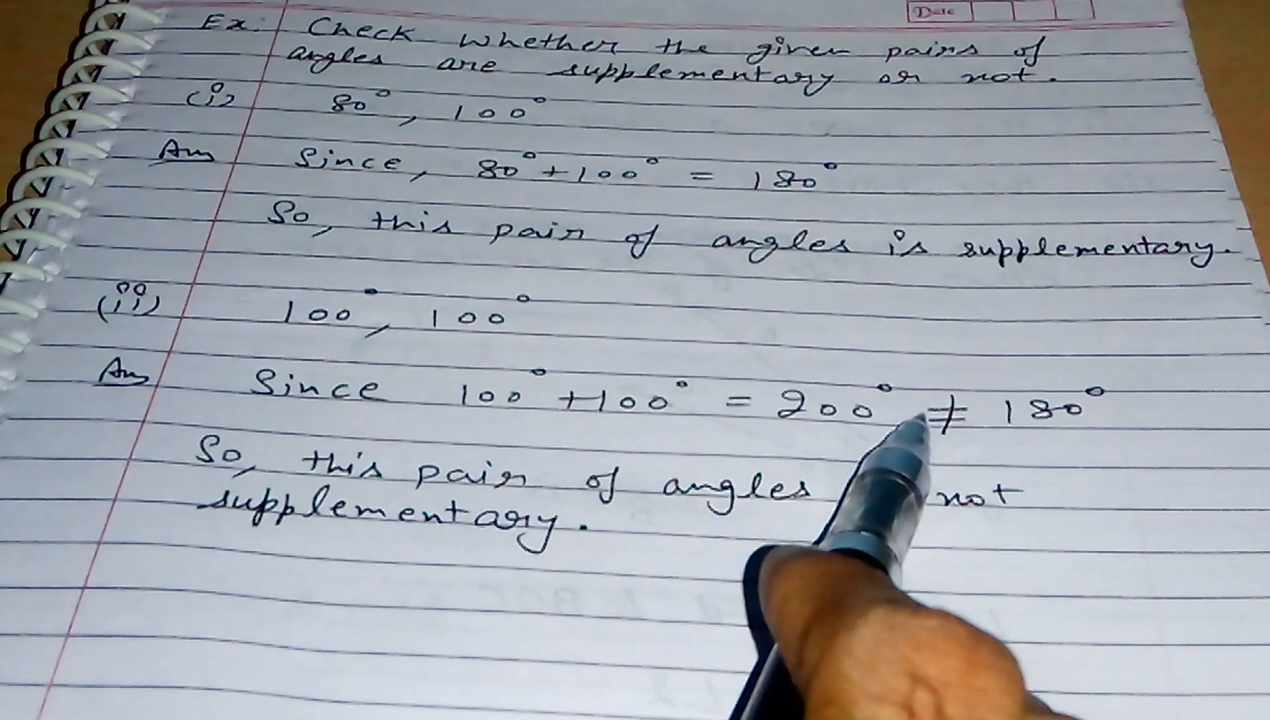 Date
Ex: Check whether the given pairs of
angles are supplementary or not.
(i) 80°, 100°
Ans Since, 80° + 100° = 180°
So, this pair of angles is supplementary.
(ii) 100°, 100°
Ans Since 100° + 100° = 200° ≠ 180°
So, this pair of angles not
supplementary.